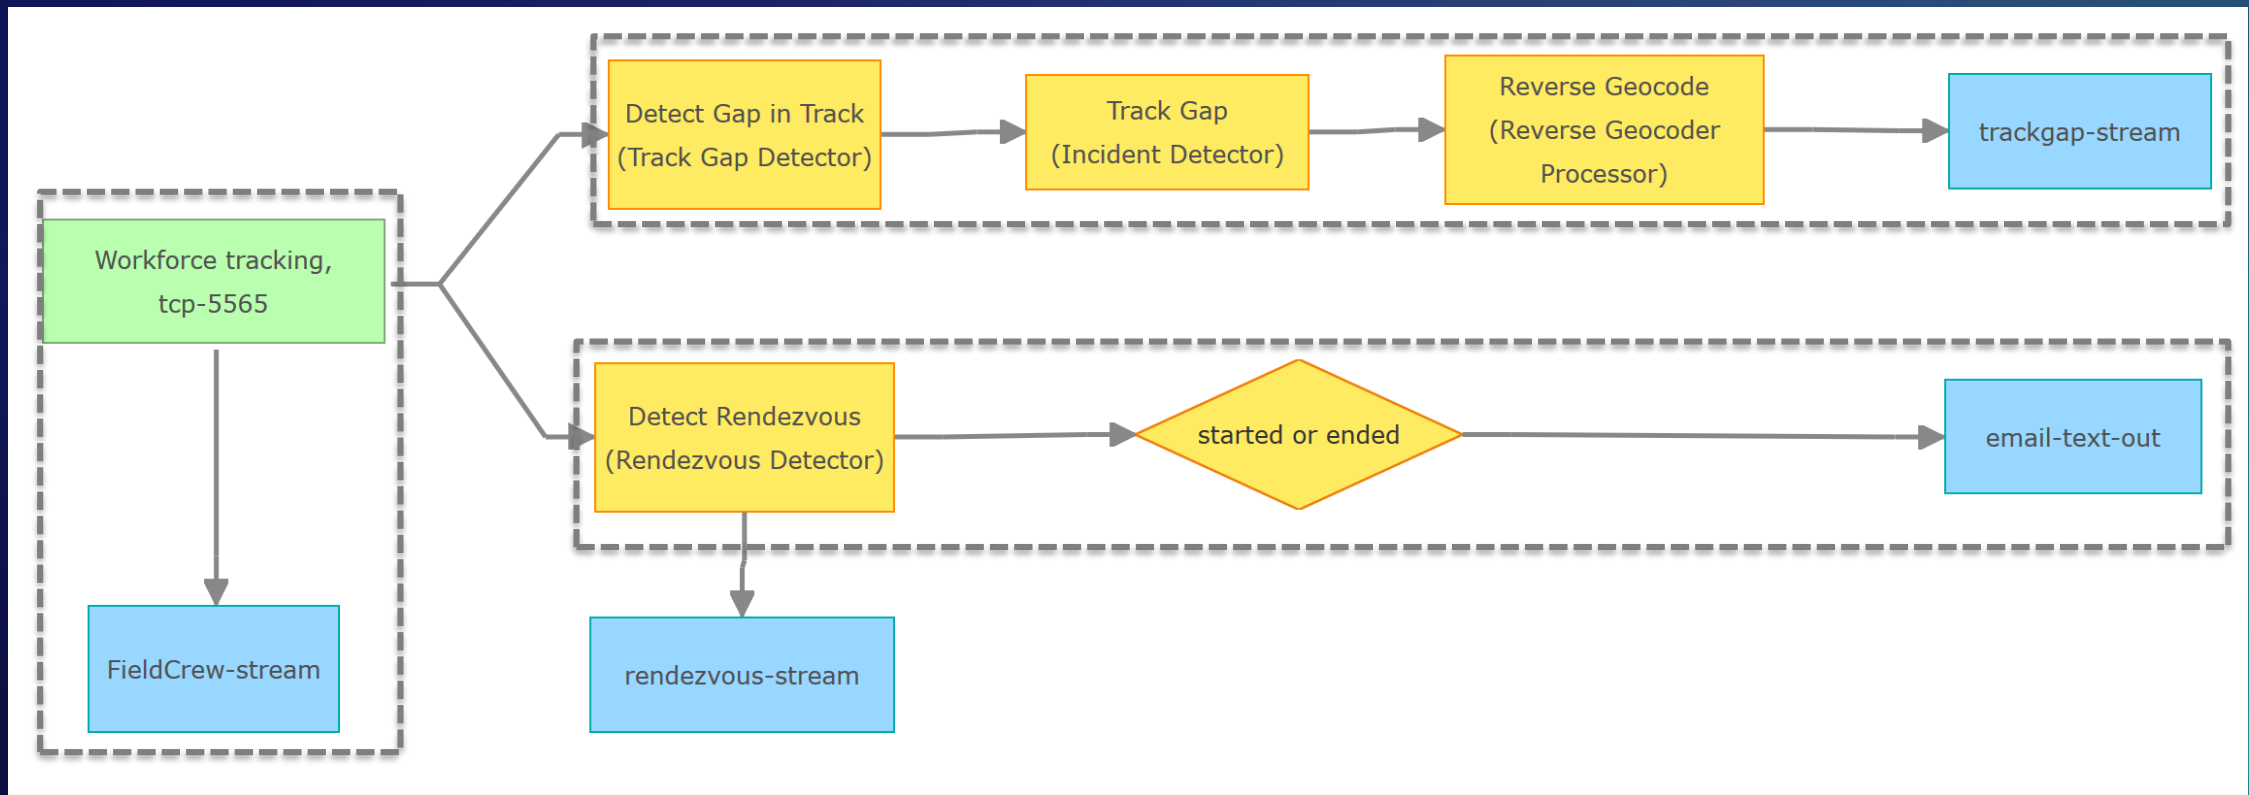 Detect Gap in Track
(Track Gap Detector)
Track Gap
(Incident Detector)
Reverse Geocode
(Reverse Geocoder
Processor)
trackgap-stream
Workforce tracking,
tcp-5565
Detect Rendezvous
(Rendezvous Detector)
started or ended
email-text-out
FieldCrew-stream
rendezvous-stream